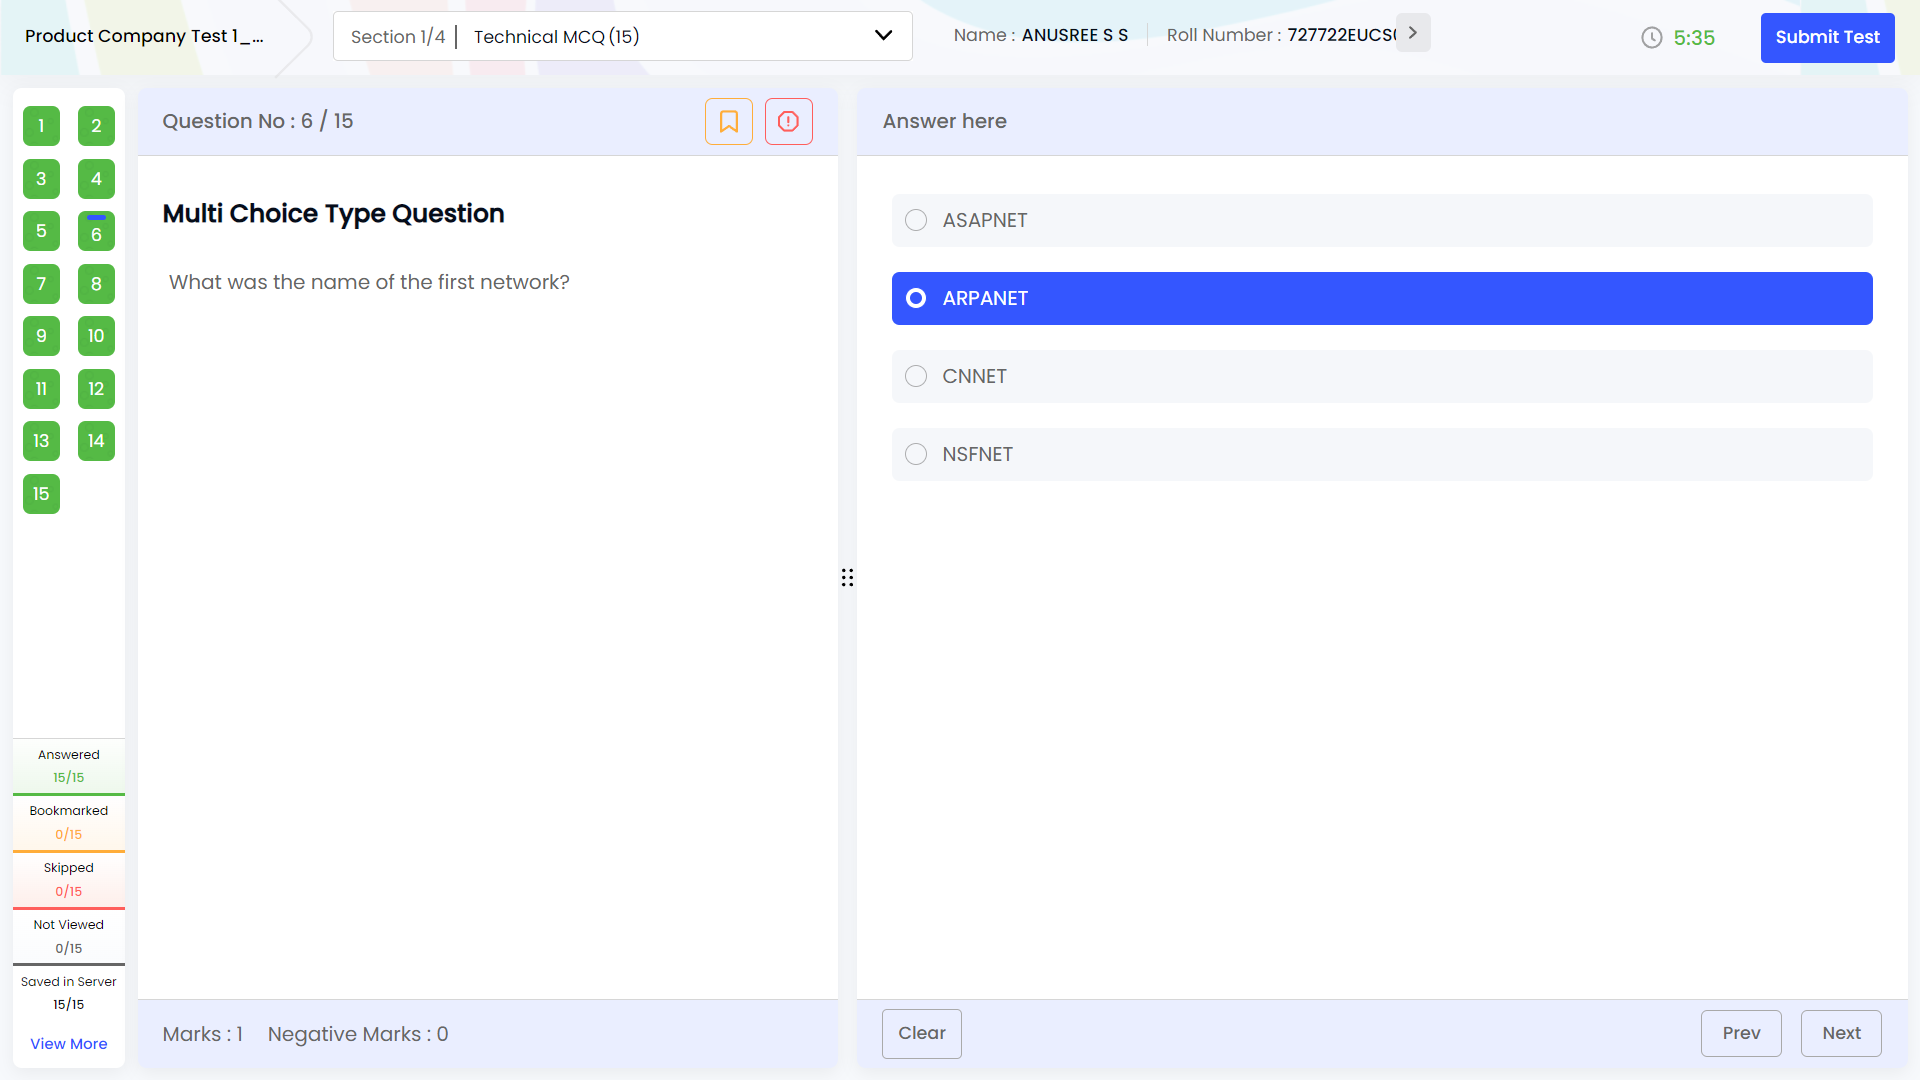 Product Company Test 1_...
Section 1/4 | Technical MCQ (15)
Name : ANUSREE S S
Roll Number : 727722EUCS
5:35
Submit Test
1 2
3 4
5 6
7 8
9 10
11 12
13 14
15
Answered
15/15
Bookmarked
0/15
Skipped
0/15
Not Viewed
0/15
Saved in Server
15/15
View More
Question No : 6 / 15
Multi Choice Type Question
What was the name of the first network?
Marks : 1 Negative Marks : 0
Answer here
ASAPNET
ARPANET
CNNET
NSFNET
Clear
Prev
Next